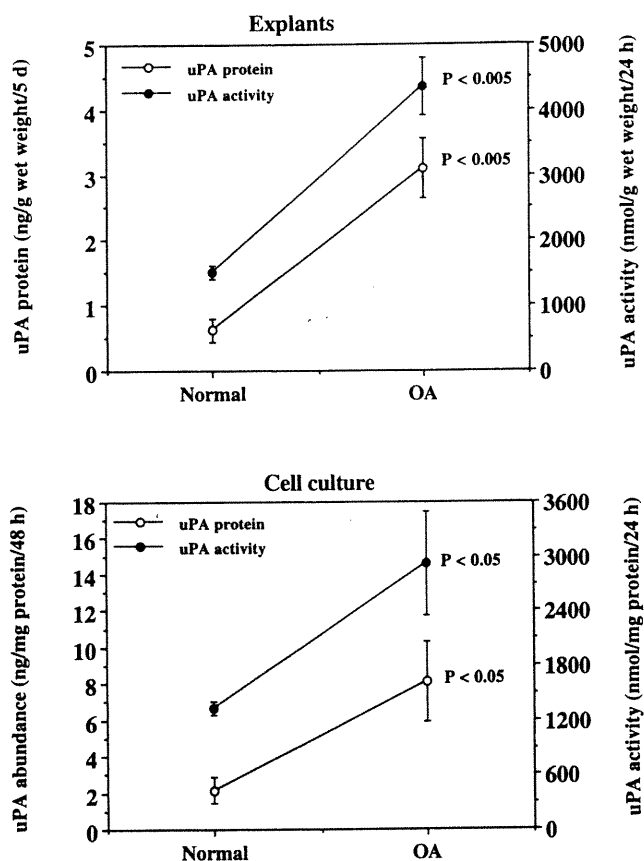 Explants
uPA protein (ng/g wet weight/5 d)
5
4
3
2
1
0
uPA protein
uPA activity
P < 0.005
P < 0.005
5000
4000
3000
2000
1000
0
uPA activity (nmol/g wet weight/24 h)
Normal
OA
Cell culture
uPA abundance (ng/mg protein/48 h)
18
16
14
12
10
8
6
4
2
0
uPA protein
uPA activity
P < 0.05
P < 0.05
3600
3000
2400
1800
1200
600
0
uPA activity (nmol/mg protein/24 h)
Normal
OA